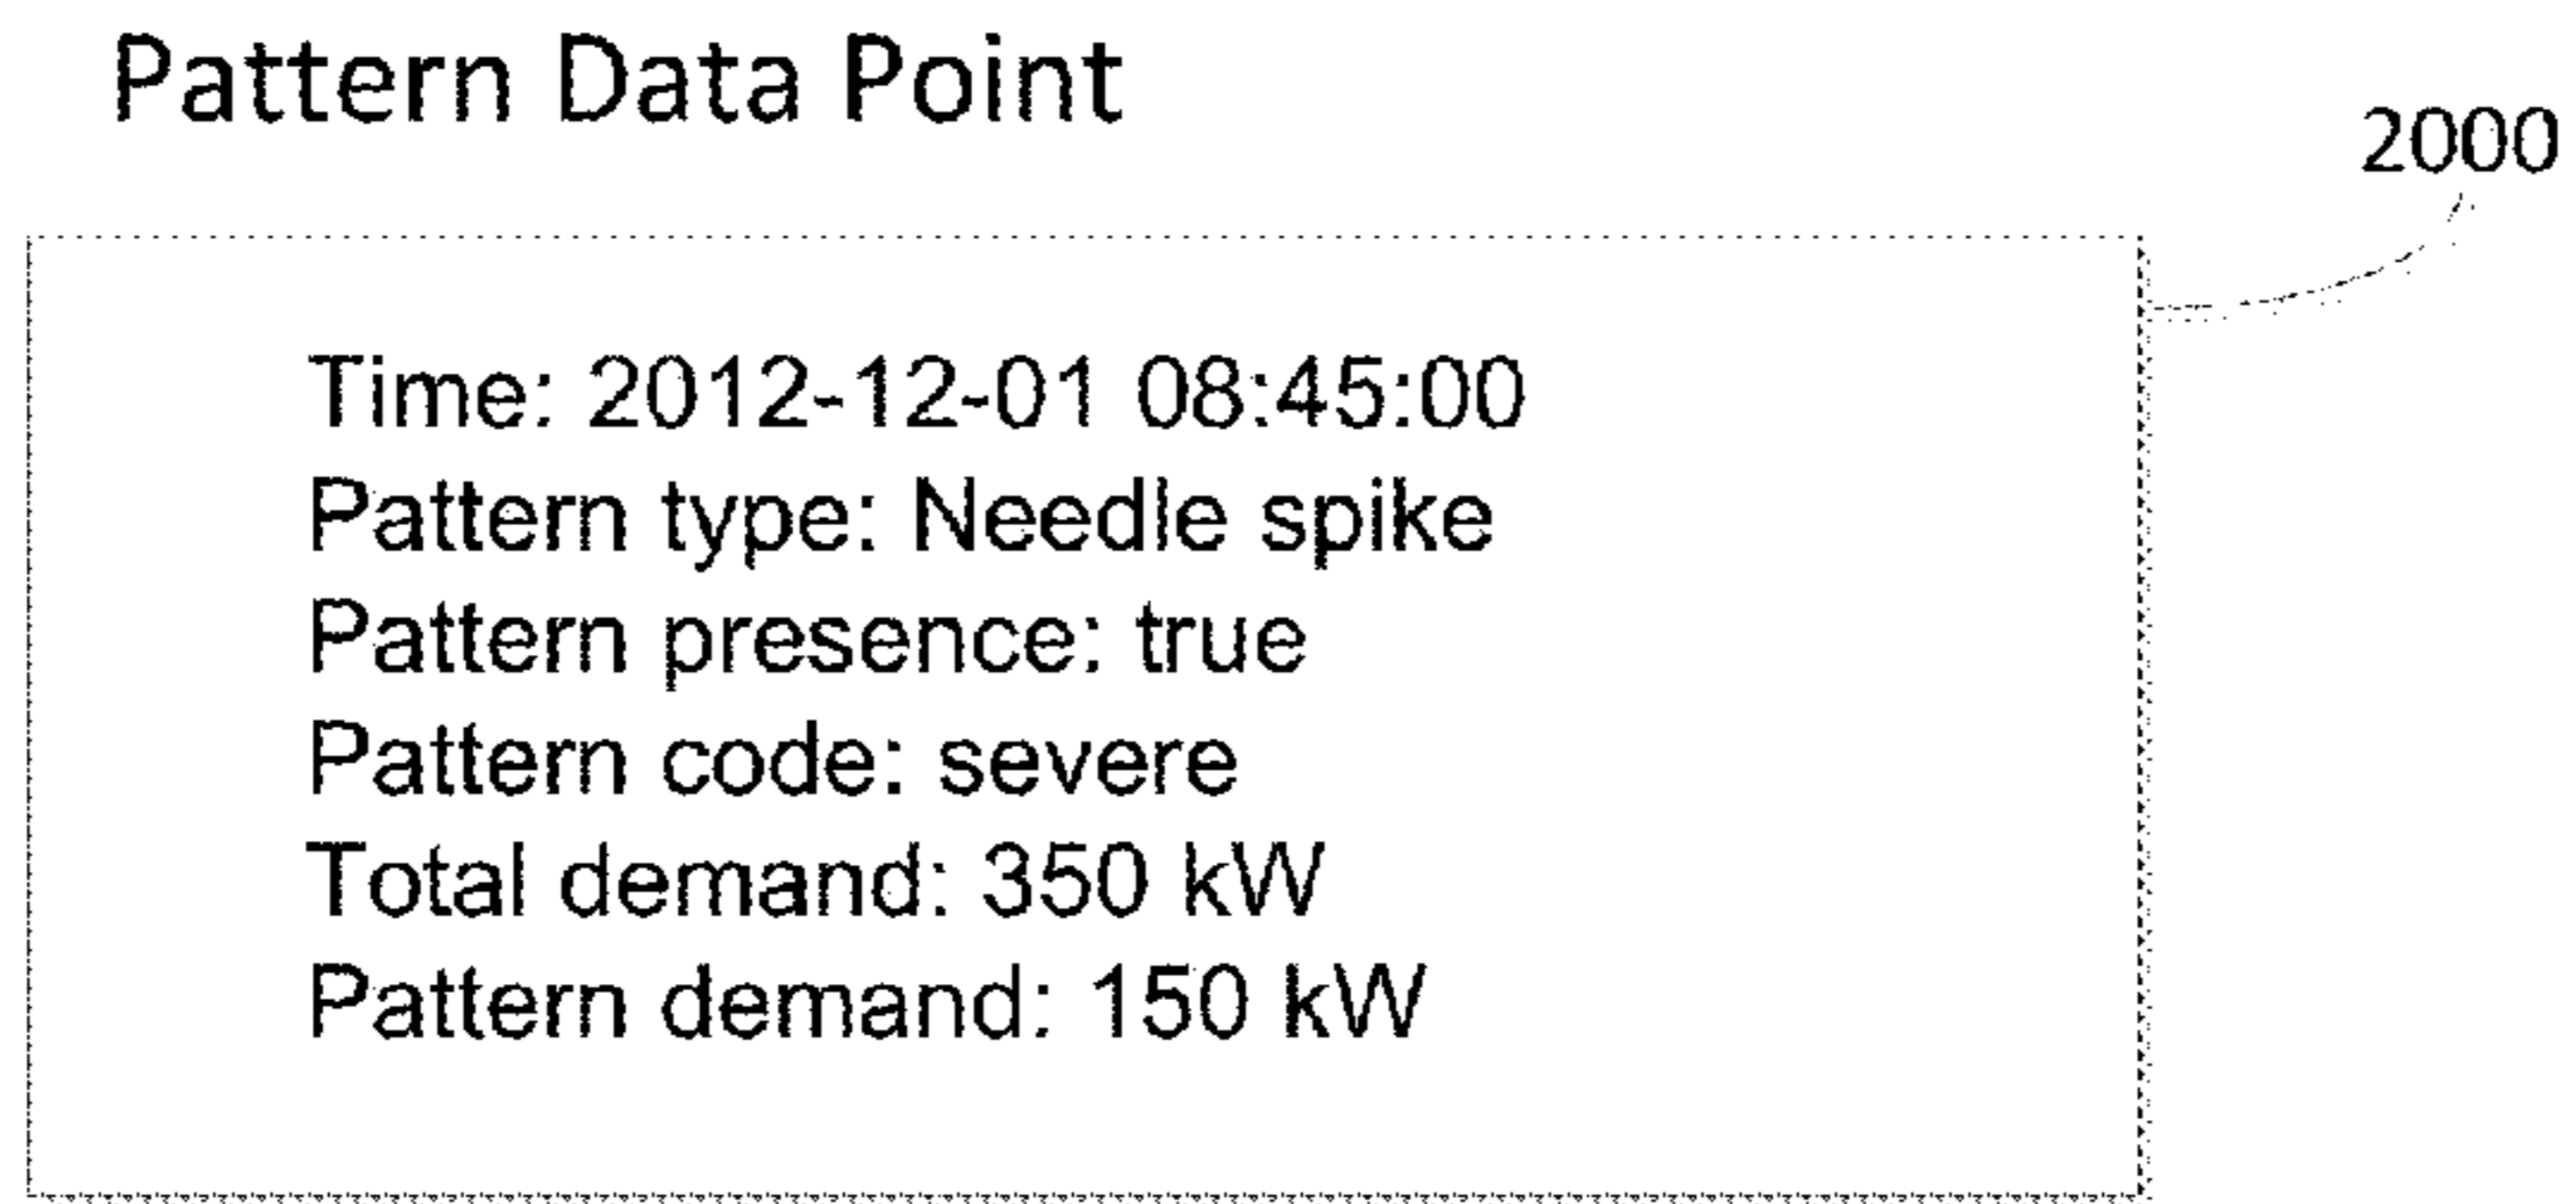 Pattern Data Point
2000
Time: 2012-12-01 08:45:00
Pattern type: Needle spike
Pattern presence: true
Pattern code: severe
Total demand: 350 kW
Pattern demand: 150 kW